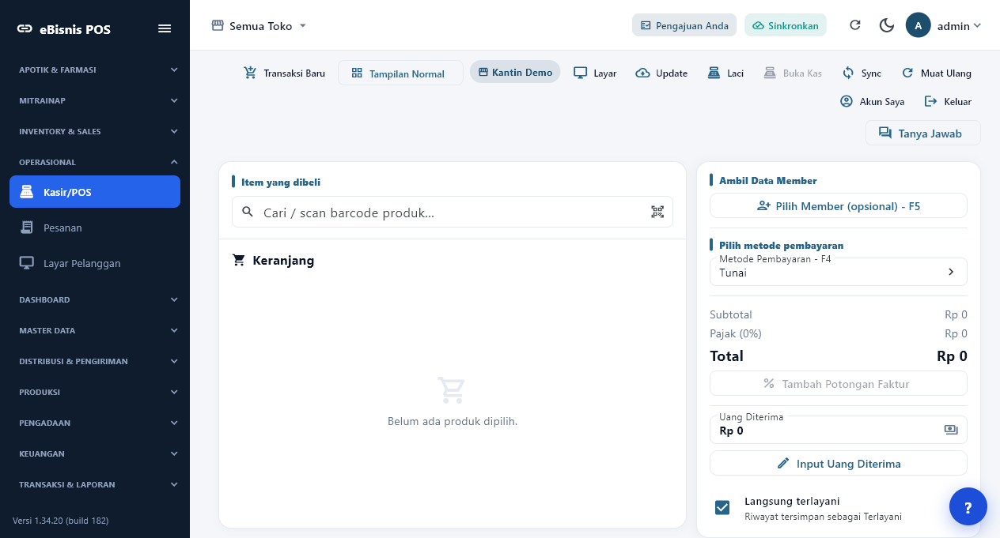 eBisnis POS
Semua Toko
Pengajuan Anda
Sinkronkan
A
admin
APOTIK & FARMASI
MITRAINAP
INVENTORY & SALES
OPERASIONAL
Kasir/POS
Pesanan
Layar Pelanggan
DASHBOARD
MASTER DATA
DISTRIBUSI & PENGIRIMAN
PRODUKSI
PENGADAAN
KEUANGAN
TRANSAKSI & LAPORAN
Versi 1.34.20 (build 182)
Transaksi Baru
Tampilan Normal
Kantin Demo
Layar
Update
Laci
Buka Kas
Sync
Muat Ulang
Akun Saya
Keluar
Tanya Jawab
Item yang dibeli
Cari / scan barcode produk...
Keranjang
Belum ada produk dipilih.
Ambil Data Member
Pilih Member (opsional) - F5
Pilih metode pembayaran
Metode Pembayaran - F4
Tunai
Subtotal Rp 0
Pajak (0%) Rp 0
Total Rp 0
Tambah Potongan Faktur
Uang Diterima
Rp 0
Input Uang Diterima
Langsung terlayani
Riwayat tersimpan sebagai Terlayani
?